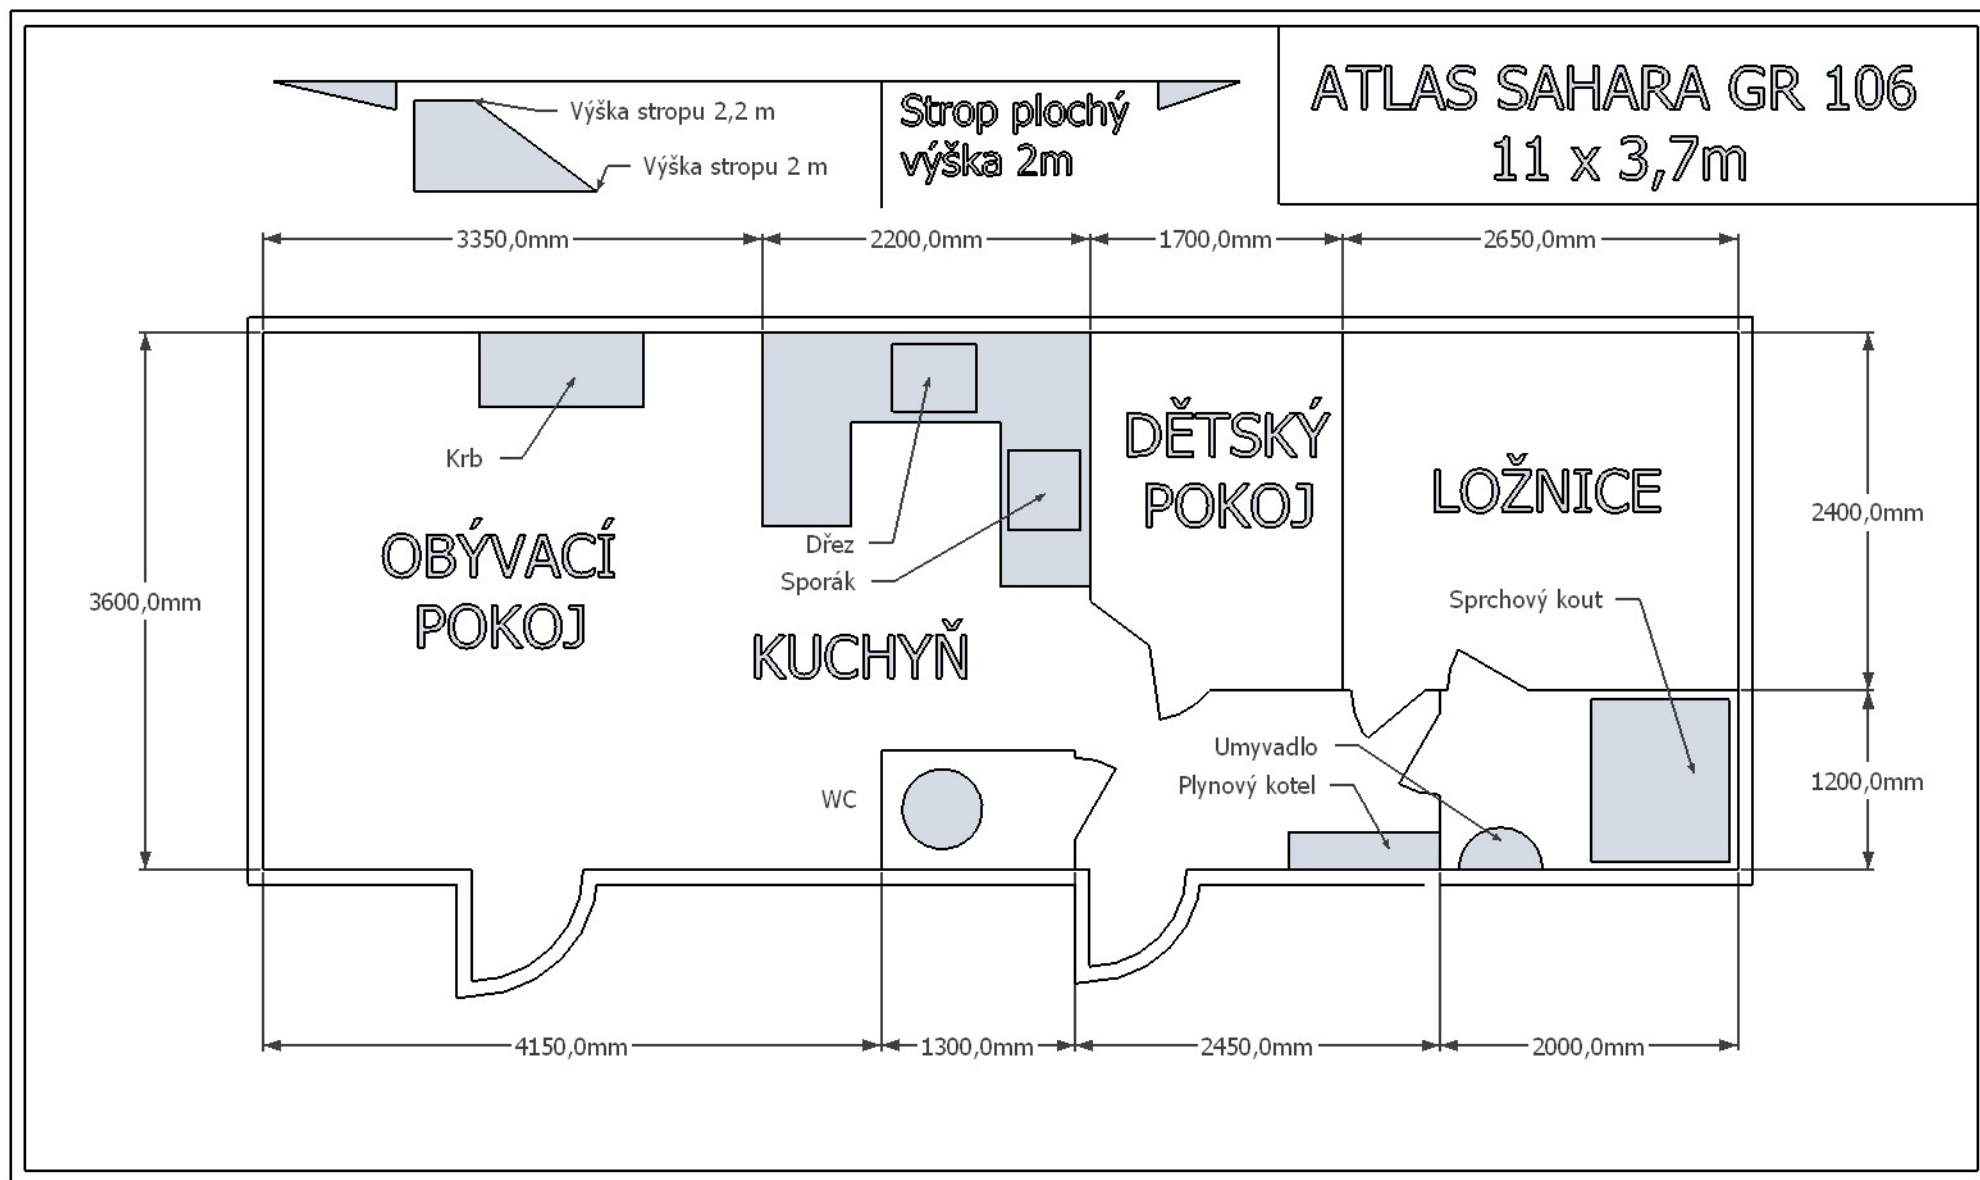 ATLAS SAHARA GR 106
11 x 3,7m
Výška stropu 2,2 m
Výška stropu 2 m
Strop plochý
výška 2m
3350,0mm
2200,0mm
1700,0mm
2650,0mm
3600,0mm
Krb
OBÝVACÍ
POKOJ
Dřez
Sporák
KUCHYŇ
DĚTSKÝ
POKOJ
LOŽNICE
2400,0mm
Sprchový kout
WC
Umyvadlo
Plynový kotel
1200,0mm
4150,0mm
1300,0mm
2450,0mm
2000,0mm